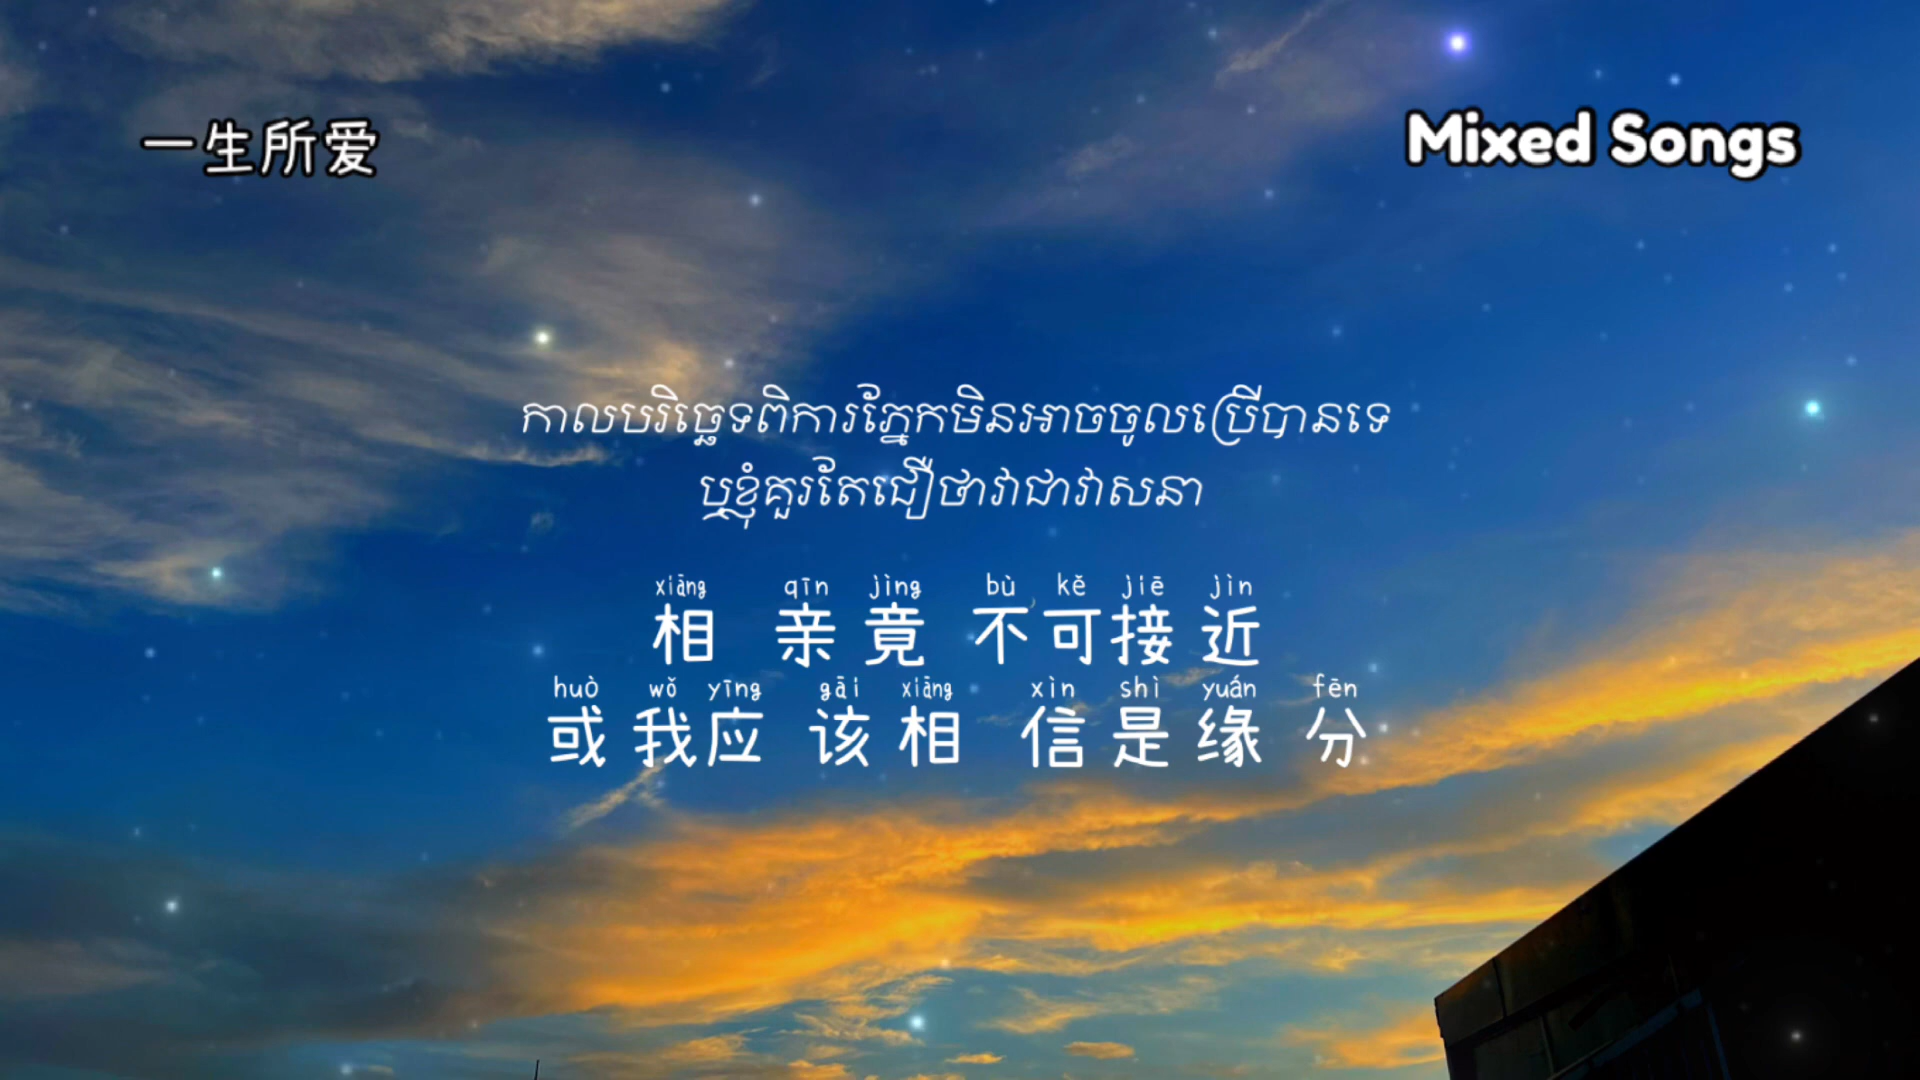 一生所爱
Mixed Songs
កាលបរិច្ឆេទពិការភ្នែកមិនអាចចូលប្រើបានទេ
ឬខ្ញុំគួរតែជឿថាវាជាវាសនា
xiāng qīn jìng bù kě jiē jìn
相 亲 竟 不可接 近
huò wǒ yīng gāi xiāng xìn shì yuán fēn
或 我应 该 相 信 是 缘 分